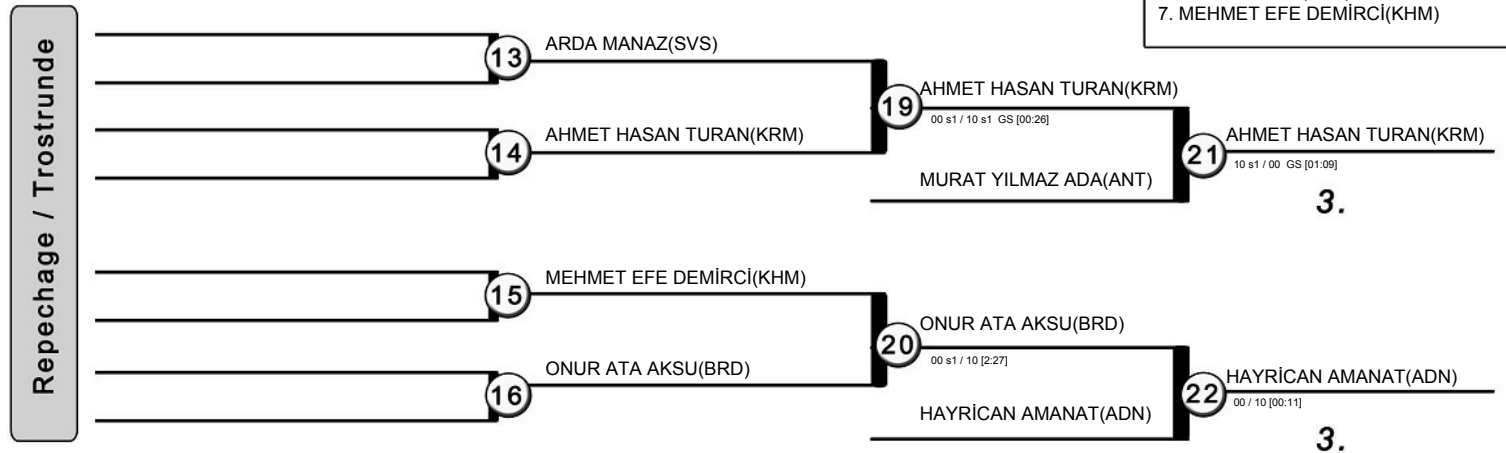 7. MEHMET EFE DEMİRCİ(KHM)
Repechage / Trostrunde
13
ARDA MANAZ(SVS)
14
AHMET HASAN TURAN(KRM)
19
AHMET HASAN TURAN(KRM)
00 s1 / 10 s1 GS [00:26]
MURAT YILMAZ ADA(ANT)
21
AHMET HASAN TURAN(KRM)
10 s1 / 00 GS [01:09]
3.
15
MEHMET EFE DEMİRCİ(KHM)
16
ONUR ATA AKSU(BRD)
20
ONUR ATA AKSU(BRD)
00 s1 / 10 [2:27]
HAYRİCAN AMANAT(ADN)
22
HAYRİCAN AMANAT(ADN)
00 / 10 [00:11]
3.